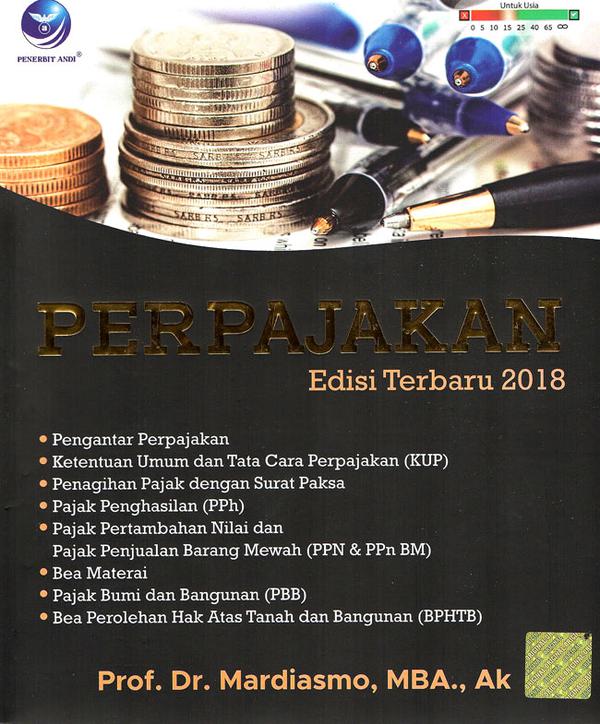 PENERBIT ANDI®
Untuk Usia
0 5 10 15 25 40 65 ∞
PERPAJAKAN
Edisi Terbaru 2018
• Pengantar Perpajakan
• Ketentuan Umum dan Tata Cara Perpajakan (KUP)
• Penagihan Pajak dengan Surat Paksa
• Pajak Penghasilan (PPh)
• Pajak Pertambahan Nilai dan
Pajak Penjualan Barang Mewah (PPN & PPn BM)
• Bea Materai
• Pajak Bumi dan Bangunan (PBB)
• Bea Perolehan Hak Atas Tanah dan Bangunan (BPHTB)
Prof. Dr. Mardiasmo, MBA., Ak